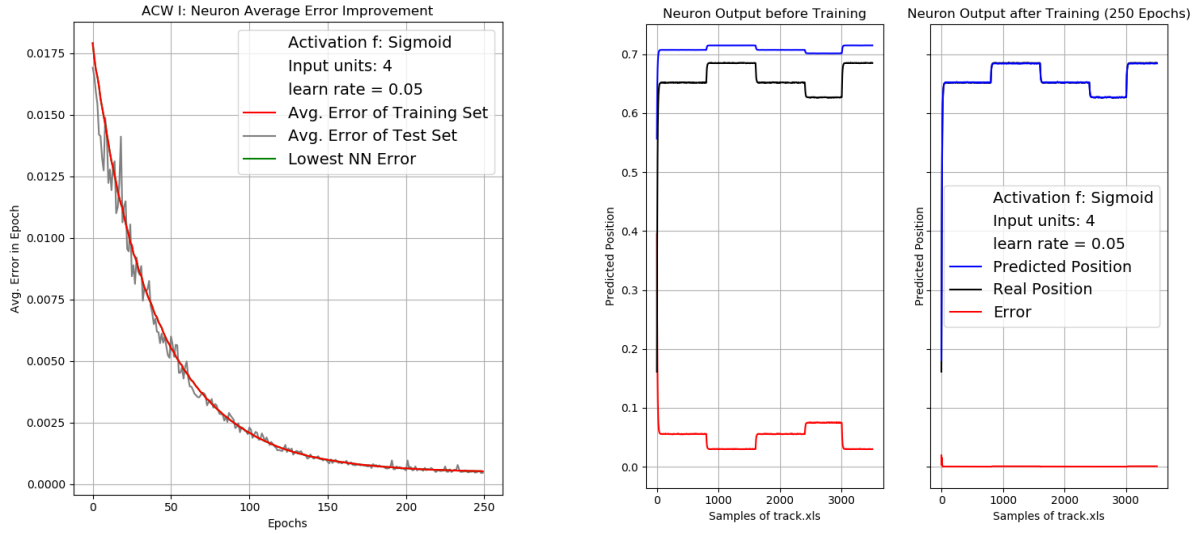 ACW I: Neuron Average Error Improvement
Avg. Error in Epoch
0.0175
0.0150
0.0125
0.0100
0.0075
0.0050
0.0025
0.0000
Activation f: Sigmoid
Input units: 4
learn rate = 0.05
Avg. Error of Training Set
Avg. Error of Test Set
Lowest NN Error
0 50 100 150 200 250
Epochs
Neuron Output before Training
Predicted Position
0.7
0.6
0.5
0.4
0.3
0.2
0.1
0.0
0 1000 2000 3000
Samples of track.xls
Neuron Output after Training (250 Epochs)
Predicted Position
Activation f: Sigmoid
Input units: 4
learn rate = 0.05
Predicted Position
Real Position
Error
0 1000 2000 3000
Samples of track.xls